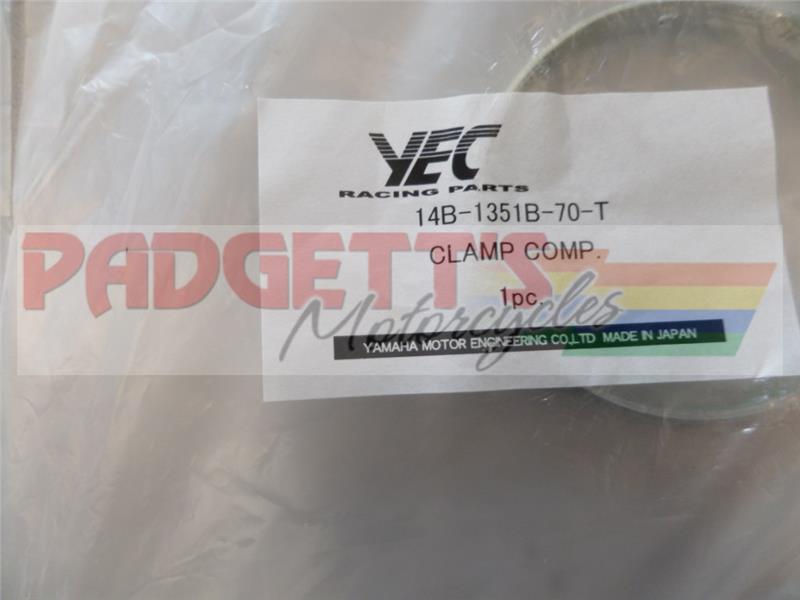 YEC
RACING PARTS
14B-1351B-70-T
CLAMP COMP.
PADGETT'S
Motorcycles
1pc.
YAMAHA MOTOR ENGINEERING CO,LTD MADE IN JAPAN